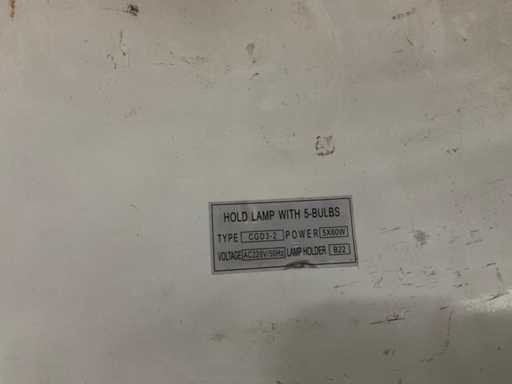 HOLD LAMP WITH 5-BULBS
TYPE CGD3-2 POWER 5X60W
VOLTAGE AC220V/50Hz LAMP HOLDER B22